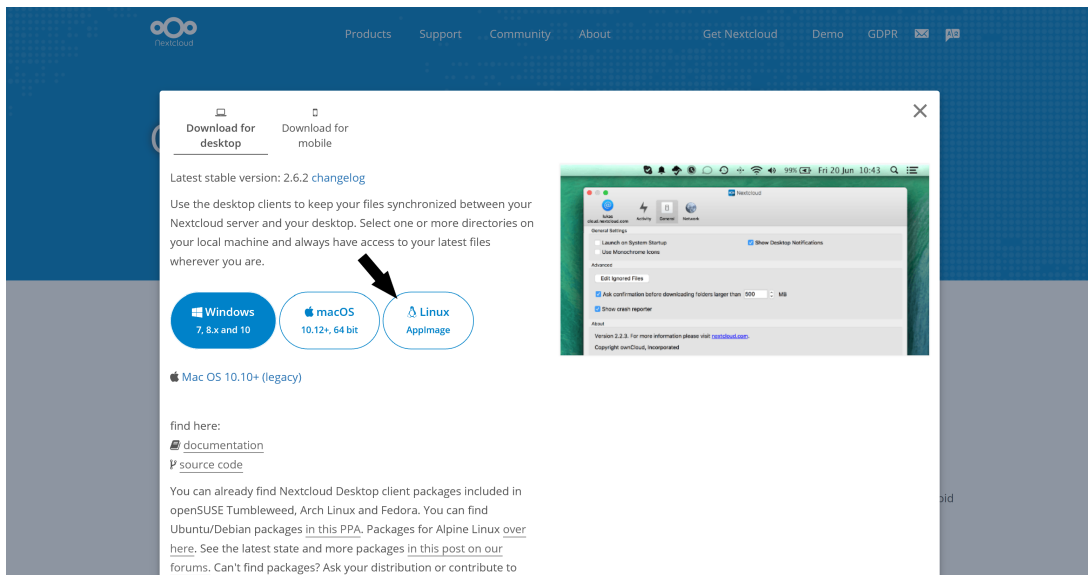 Nextcloud
Products Support Community About Get Nextcloud Demo GDPR
Download for desktop
Download for mobile
Latest stable version: 2.6.2 changelog
Use the desktop clients to keep your files synchronized between your
Nextcloud server and your desktop. Select one or more directories on
your local machine and always have access to your latest files
wherever you are.
Windows
7, 8.x and 10
macOS
10.12+, 64 bit
Linux
AppImage
Mac OS 10.10+ (legacy)
find here:
documentation
source code
You can already find Nextcloud Desktop client packages included in
openSUSE Tumbleweed, Arch Linux and Fedora. You can find
Ubuntu/Debian packages in this PPA. Packages for Alpine Linux over
here. See the latest state and more packages in this post on our
forums. Can't find packages? Ask your distribution or contribute to
99% Fri 20 Jun 10:43
Nextcloud
lukas
cloud.nextcloud.com
Activity General Network
General Settings
Launch on System Startup
Show Desktop Notifications
Use Monochrome Icons
Advanced
Edit Ignored Files
Ask confirmation before downloading folders larger than 500 MB
Show crash reporter
About
Version 2.2.3. For more information please visit nextcloud.com.
Copyright ownCloud, Incorporated